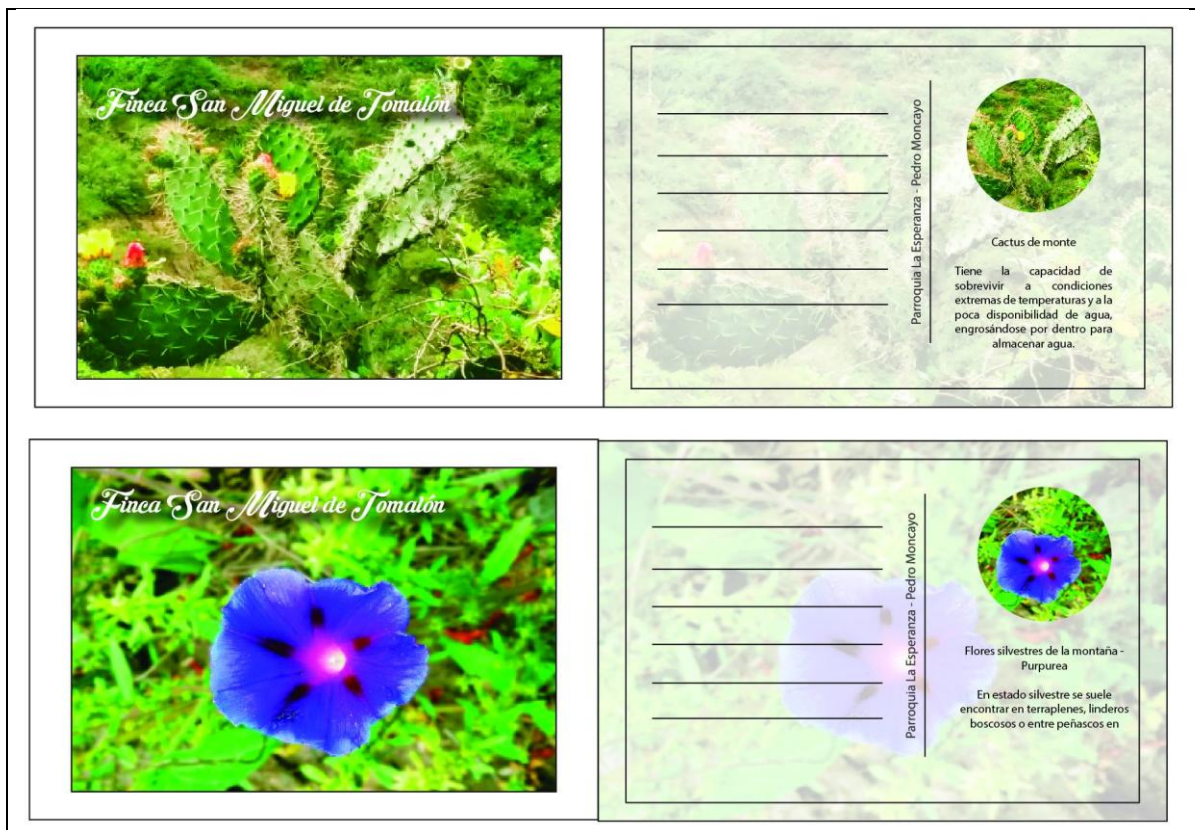 Finca San Miguel de Tomalón
Parroquia La Esperanza - Pedro Moncayo
Cactus de monte
Tiene la capacidad de
sobrevivir a condiciones
extremas de temperaturas y a la
poca disponibilidad de agua,
engrosándose por dentro para
almacenar agua.
Finca San Miguel de Tomalón
Parroquia La Esperanza - Pedro Moncayo
Flores silvestres de la montaña -
Purpurea
En estado silvestre se suele
encontrar en terraplenes, linderos
boscosos o entre peñascos en